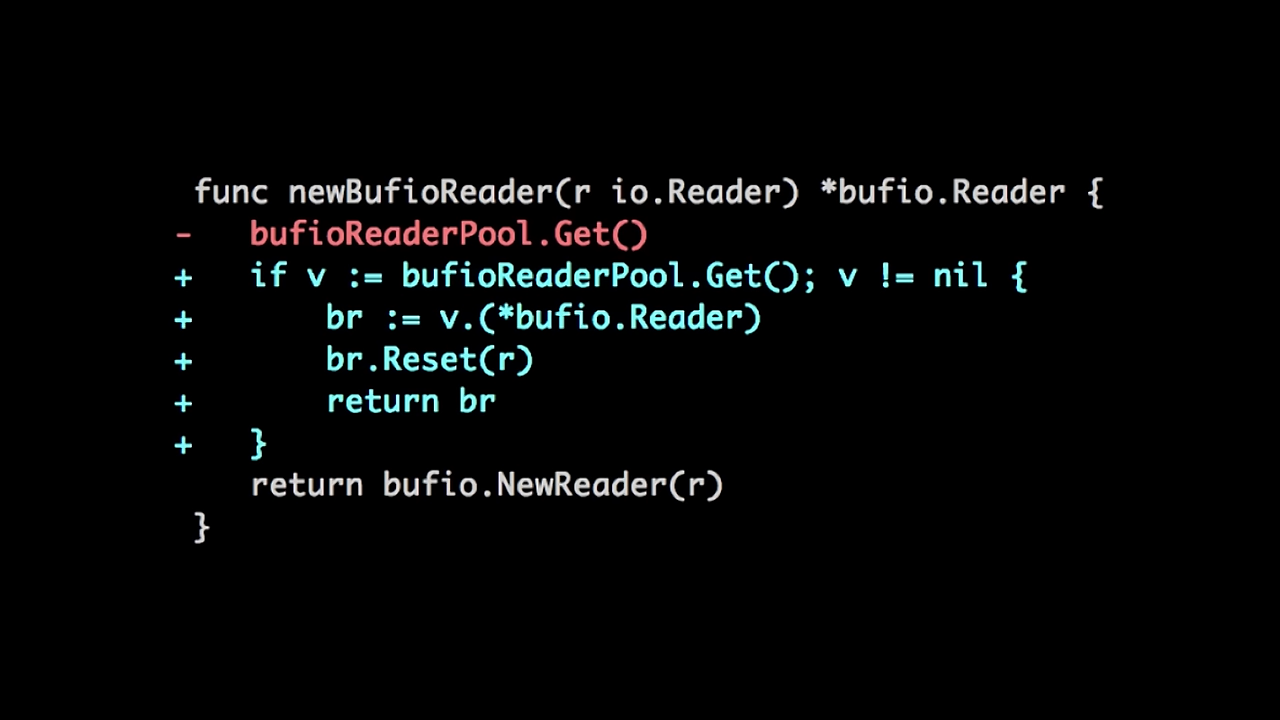 func newBufioReader(r io.Reader) *bufio.Reader {
-   bufioReaderPool.Get()
+   if v := bufioReaderPool.Get(); v != nil {
+       br := v.(*bufio.Reader)
+       br.Reset(r)
+       return br
+   }
    return bufio.NewReader(r)
}